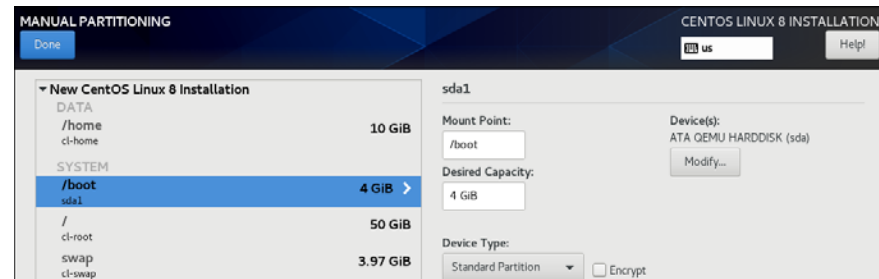 MANUAL PARTITIONING
CENTOS LINUX 8 INSTALLATION
Done
us
Help!
New CentOS Linux 8 Installation
DATA
/home
10 GiB
cl-home
SYSTEM
/boot
4 GiB
sda1
/
50 GiB
cl-root
swap
3.97 GiB
cl-swap
sda1
Mount Point:
/boot
Desired Capacity:
4 GiB
Device(s):
ATA QEMU HARDDISK (sda)
Modify...
Device Type:
Standard Partition
Encrypt